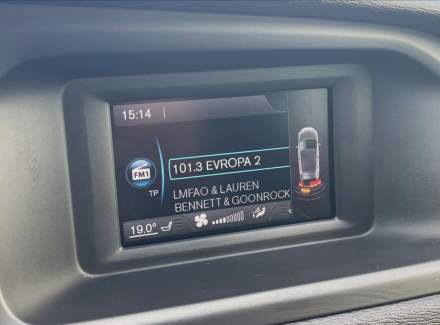 15:14
FM1
TP
101.3 EVROPA 2
LMFAO & LAUREN
BENNETT & GOONROCK
19.0°